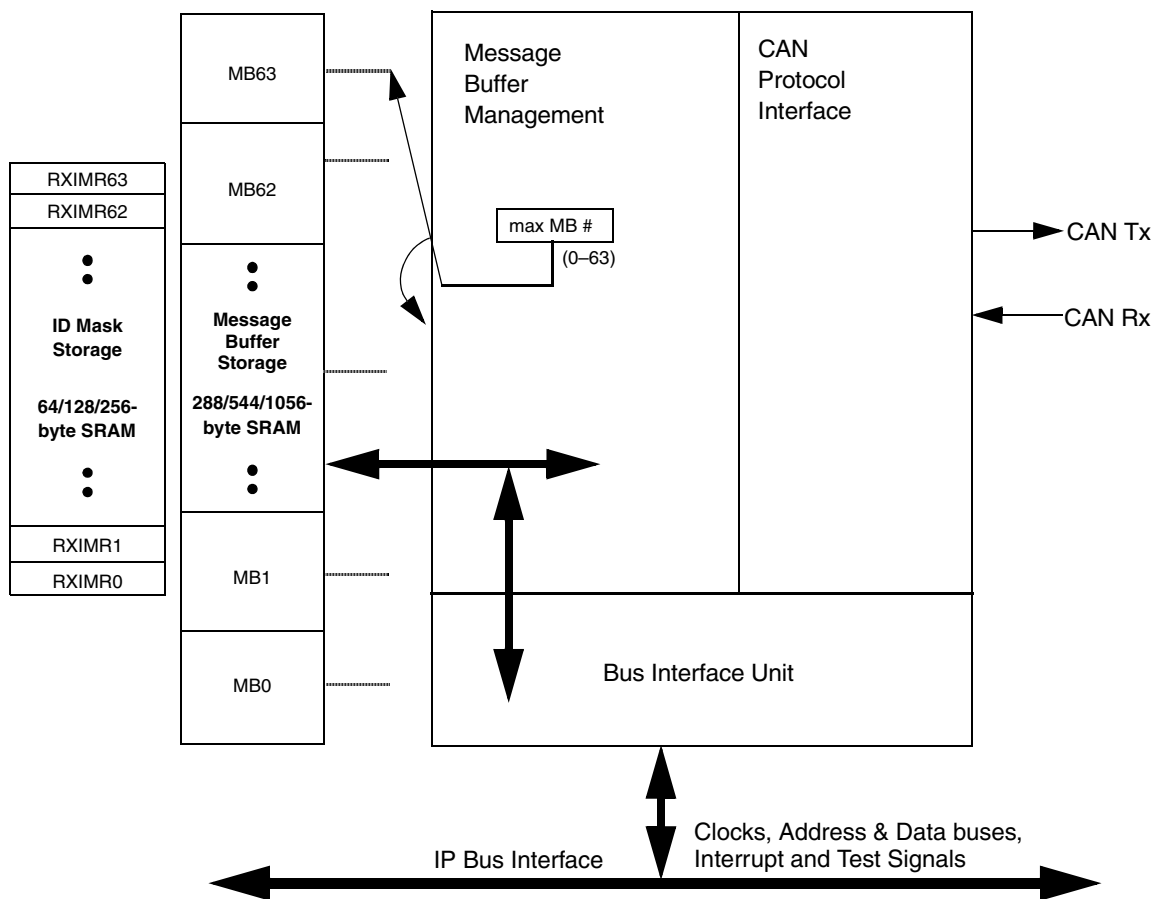 RXIMR63
RXIMR62
ID Mask
Storage
64/128/256-
byte SRAM
RXIMR1
RXIMR0
MB63
MB62
Message
Buffer
Storage
288/544/1056-
byte SRAM
MB1
MB0
Message
Buffer
Management
max MB #
(0–63)
CAN
Protocol
Interface
CAN Tx
CAN Rx
Bus Interface Unit
IP Bus Interface
Clocks, Address & Data buses,
Interrupt and Test Signals